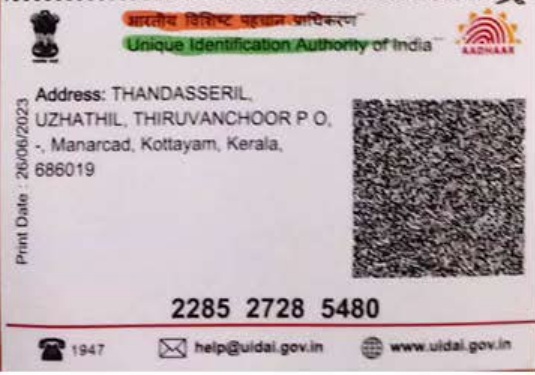 भारतीय विशिष्ट पहचान प्राधिकरण
Unique Identification Authority of India
AADHAAR
Print Date : 26/06/2023
Address: THANDASSERIL,
UZHATHIL, THIRUVANCHOOR P O,
-, Manarcad, Kottayam, Kerala,
686019
2285 2728 5480
1947
help@uidai.gov.in
www.uidai.gov.in